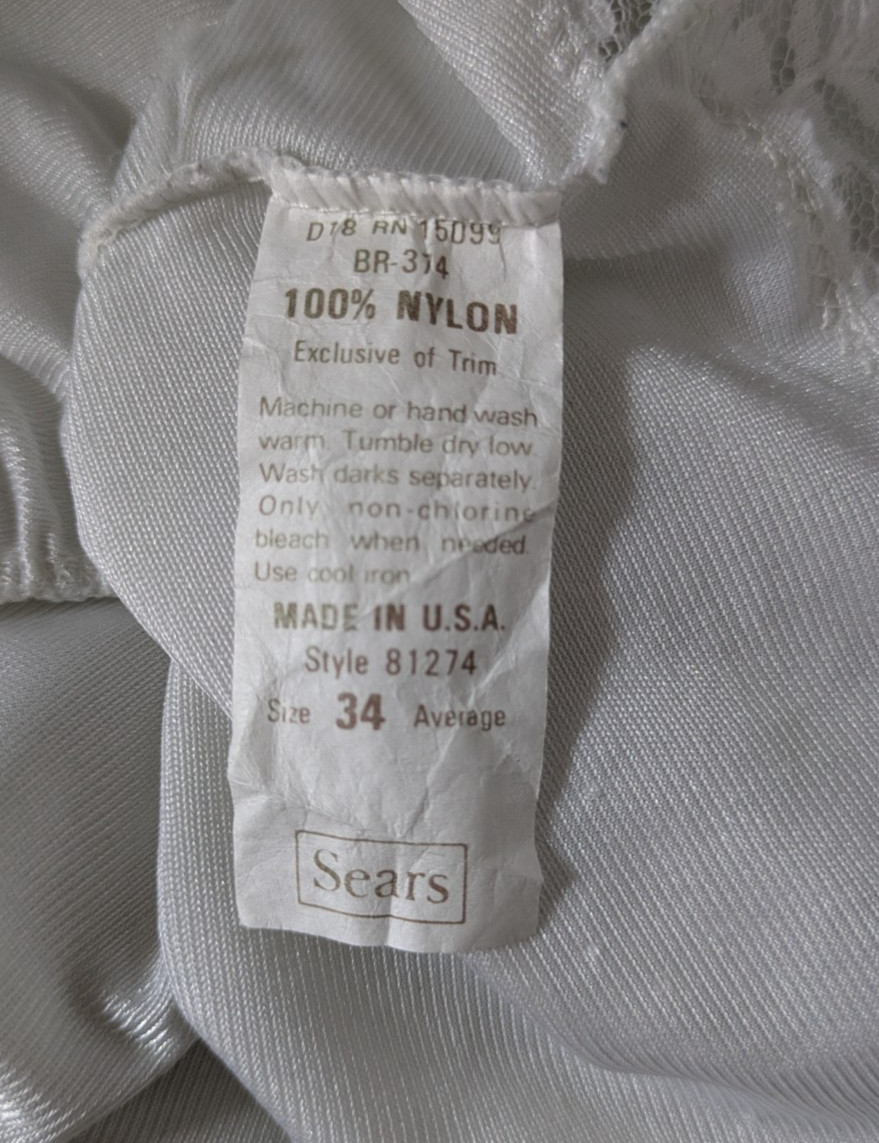 D18 RN 15099
BR-314
100% NYLON
Exclusive of Trim
Machine or hand wash
warm. Tumble dry low.
Wash darks separately.
Only non-chlorine
bleach when needed.
Use cool iron
MADE IN U.S.A.
Style 81274
Size 34 Average
Sears